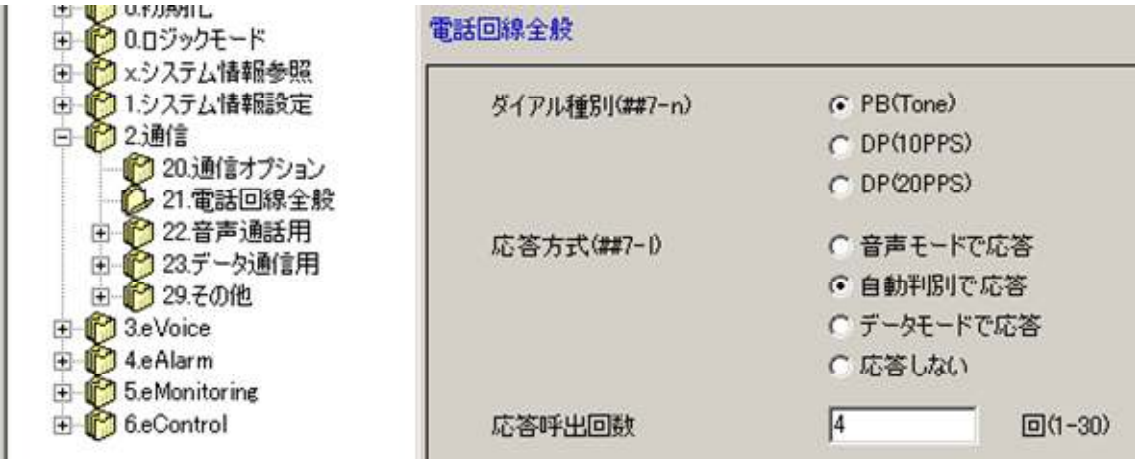 0.初期化
0.ロジックモード
x.システム情報参照
1.システム情報設定
2.通信
20.通信オプション
21.電話回線全般
22.音声通話用
23.データ通信用
29.その他
3.eVoice
4.eAlarm
5.eMonitoring
6.eControl
電話回線全般
ダイアル種別(##7-n)
PB(Tone)
DP(10PPS)
DP(20PPS)
応答方式(##7-l)
音声モードで応答
自動判別で応答
データモードで応答
応答しない
応答呼出回数 4 回(1-30)